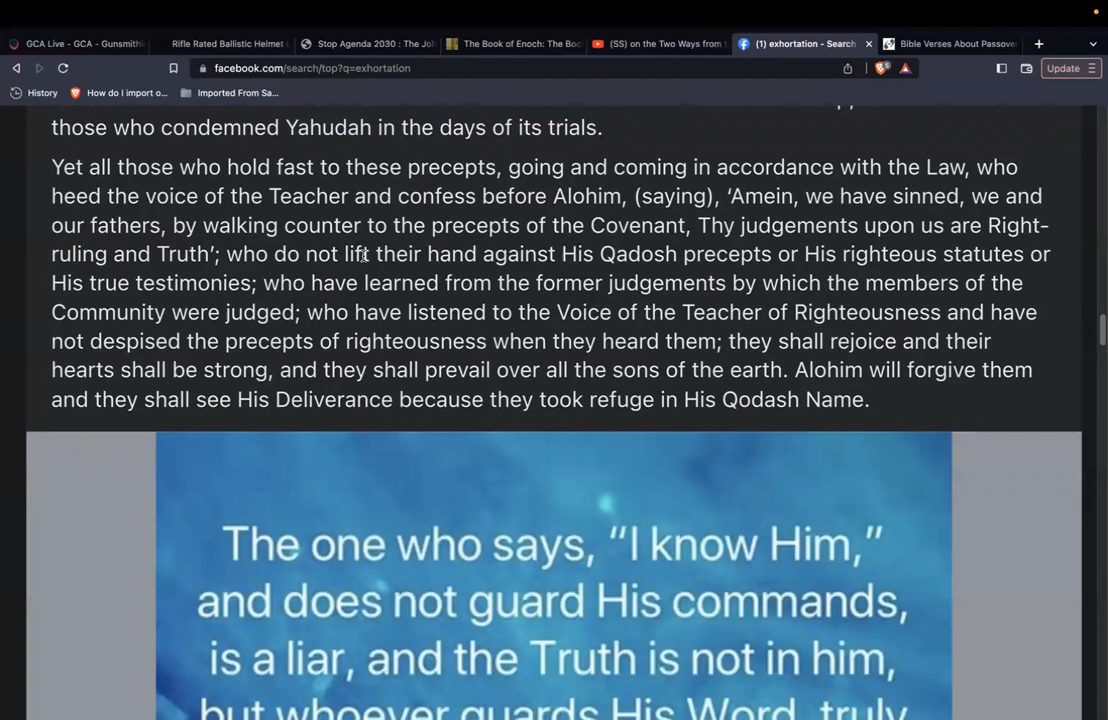 GCA Live - GCA - Gunsmithi
Rifle Rated Ballistic Helmet
Stop Agenda 2030 : The Joh
The Book of Enoch: The Boo
(SS) on the Two Ways from
(1) exhortation - Search
Bible Verses About Passover
facebook.com/search/top?q=exhortation
6
Update
History
How do I import o...
Imported From Sa...
those who condemned Yahudah in the days of its trials.
Yet all those who hold fast to these precepts, going and coming in accordance with the Law, who
heed the voice of the Teacher and confess before Alohim, (saying), ‘Amein, we have sinned, we and
our fathers, by walking counter to the precepts of the Covenant, Thy judgements upon us are Right-
ruling and Truth’; who do not lift their hand against His Qadosh precepts or His righteous statutes or
His true testimonies; who have learned from the former judgements by which the members of the
Community were judged; who have listened to the Voice of the Teacher of Righteousness and have
not despised the precepts of righteousness when they heard them; they shall rejoice and their
hearts shall be strong, and they shall prevail over all the sons of the earth. Alohim will forgive them
and they shall see His Deliverance because they took refuge in His Qodash Name.
The one who says, “I know Him,”
and does not guard His commands,
is a liar, and the Truth is not in him,
but whoever guards His Word, truly